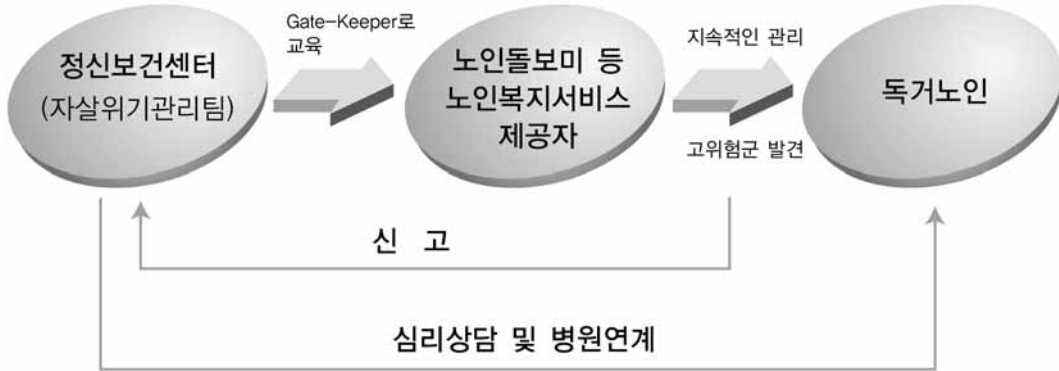 정신보건센터
(자살위기관리팀)
Gate-Keeper로
교육
노인돌보미 등
노인복지서비스
제공자
지속적인 관리
고위험군 발견
독거노인
신 고
심리상담 및 병원연계